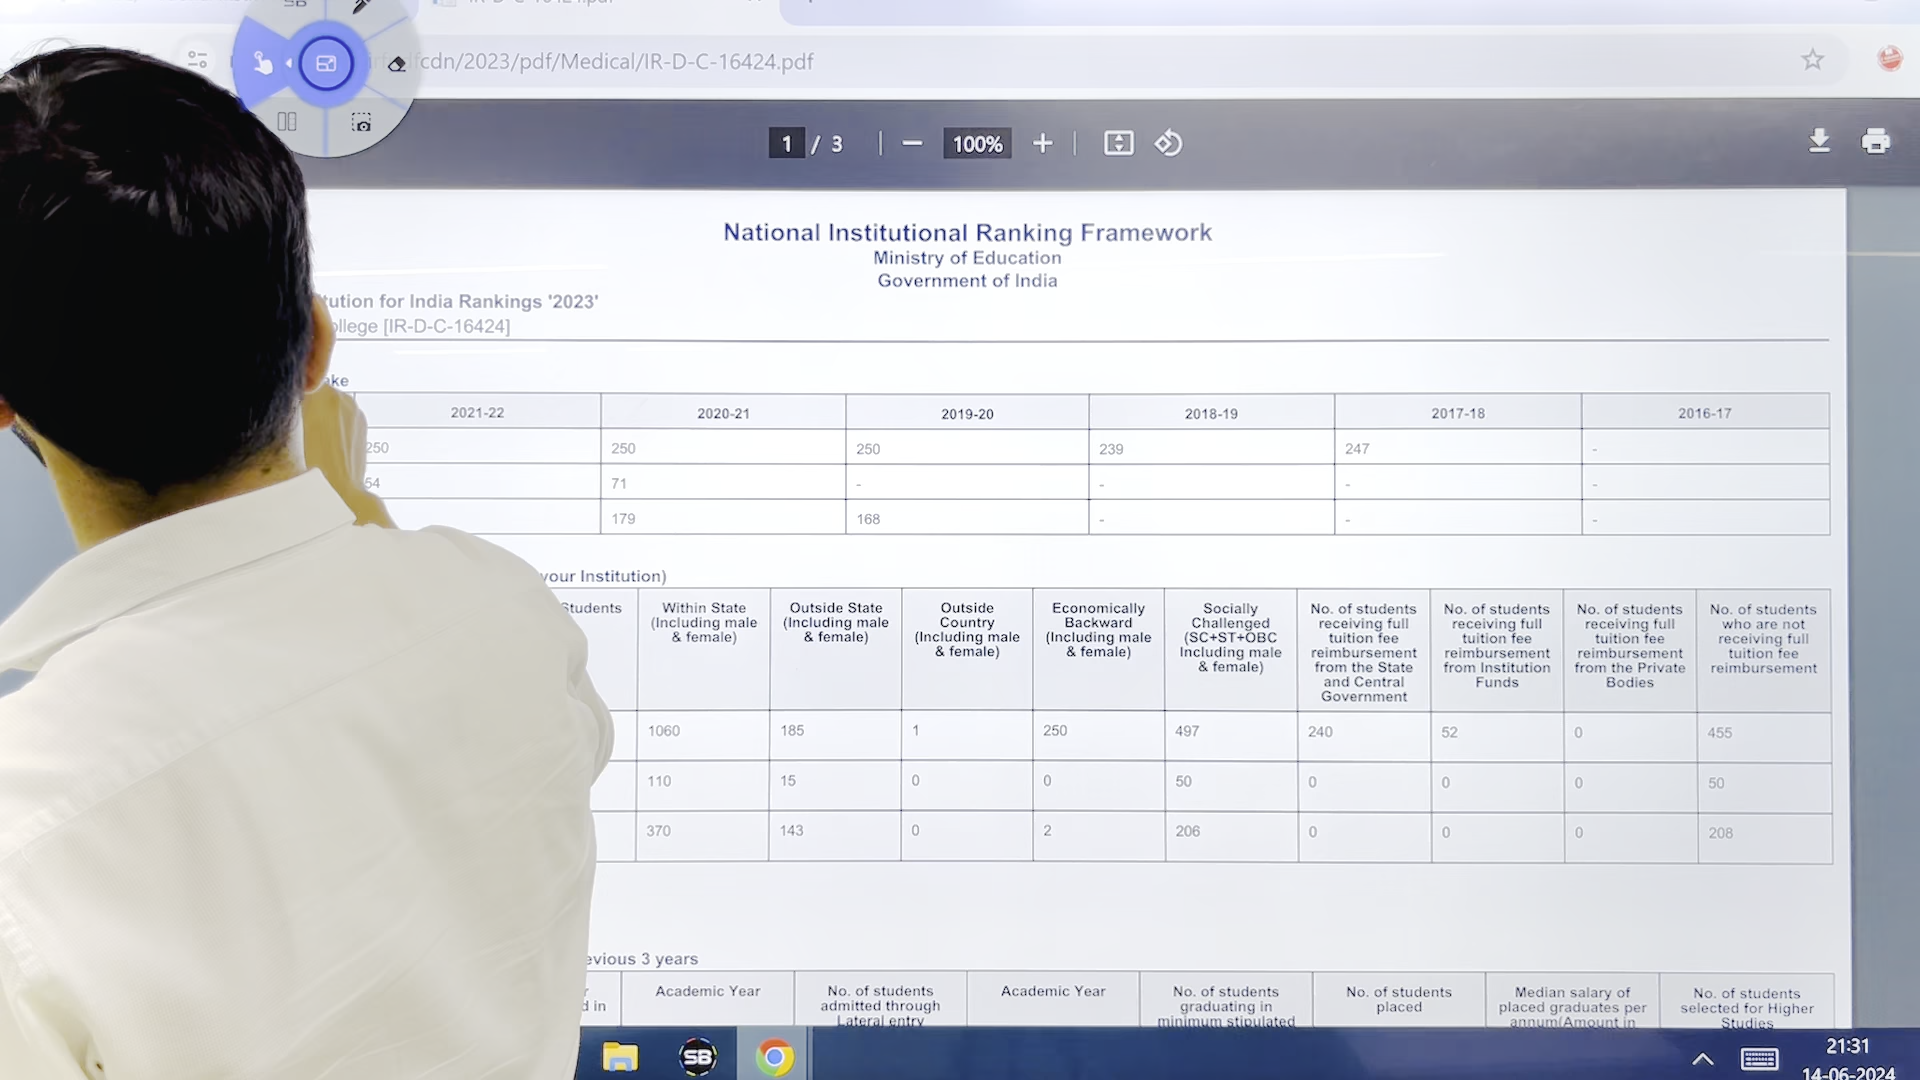 SB
IR-D-C-16424.pdf
fcdn/2023/pdf/Medical/IR-D-C-16424.pdf
1 / 3
100%
National Institutional Ranking Framework
Ministry of Education
Government of India
tution for India Rankings '2023'
ollege [IR-D-C-16424]
ake
2021-22 2020-21 2019-20 2018-19 2017-18 2016-17
250 250 250 239 247 -
54 71 - - - -
179 168 - - -
your Institution)
Students
Within State
(Including male
& female)
Outside State
(Including male
& female)
Outside
Country
(Including male
& female)
Economically
Backward
(Including male
& female)
Socially
Challenged
(SC+ST+OBC
Including male
& female)
No. of students
receiving full
tuition fee
reimbursement
from the State
and Central
Government
No. of students
receiving full
tuition fee
reimbursement
from Institution
Funds
No. of students
receiving full
tuition fee
reimbursement
from the Private
Bodies
No. of students
who are not
receiving full
tuition fee
reimbursement
1060 185 1 250 497 240 52 0 455
110 15 0 0 50 0 0 0 50
370 143 0 2 206 0 0 0 208
evious 3 years
d in
Academic Year
No. of students
admitted through
Lateral entry
Academic Year
No. of students
graduating in
minimum stipulated
No. of students
placed
Median salary of
placed graduates per
annum(Amount in
No. of students
selected for Higher
Studies
SB
21:31
14-06-2024